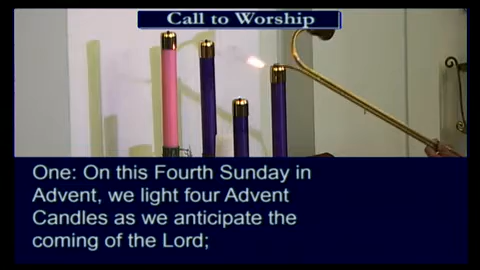 Call to Worship
One: On this Fourth Sunday in
Advent, we light four Advent
Candles as we anticipate the
coming of the Lord;